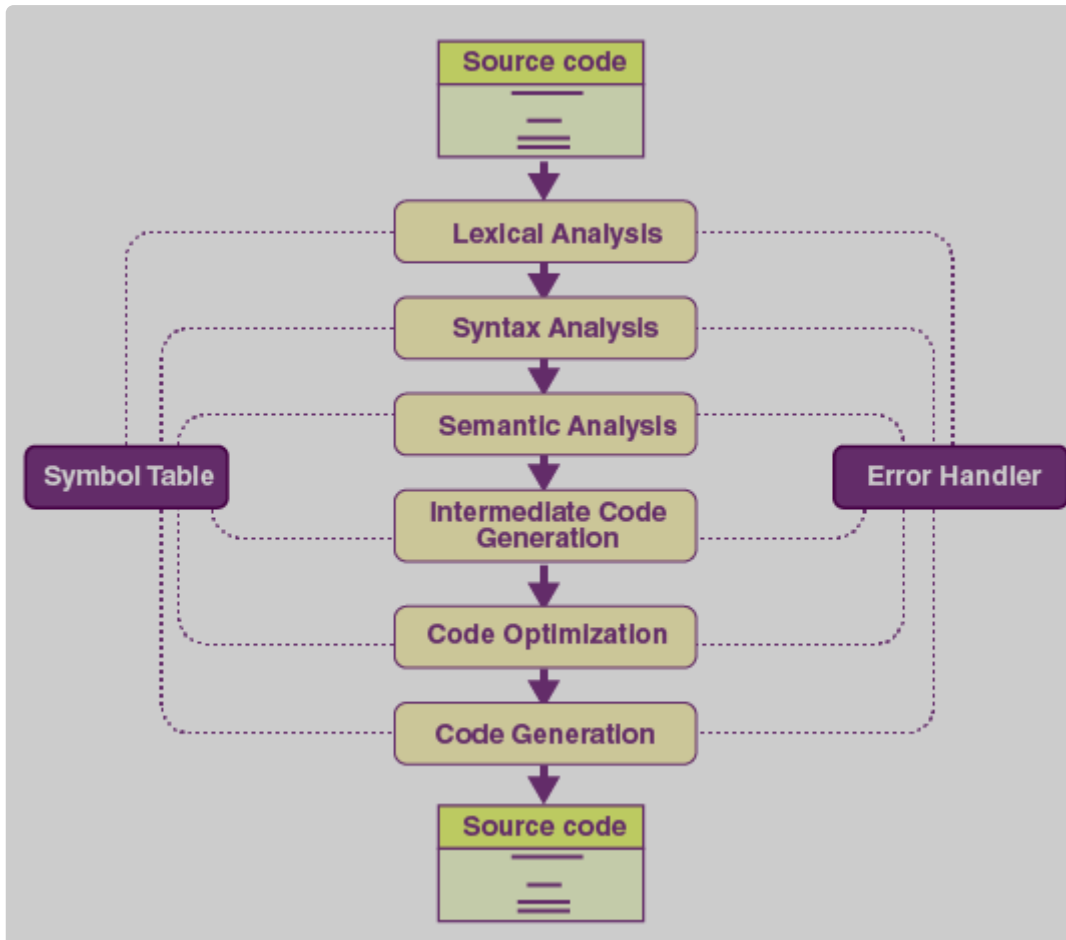 Source code
Lexical Analysis
Syntax Analysis
Semantic Analysis
Symbol Table
Error Handler
Intermediate Code
Generation
Code Optimization
Code Generation
Source code